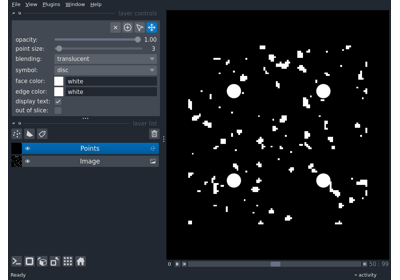 File View Plugins Window Help
layer controls
opacity: 1.00
point size: 3
blending: translucent
symbol: disc
face color: white
edge color: white
display text:
out of slice:
layer list
Points
Image
Ready
50 99
activity